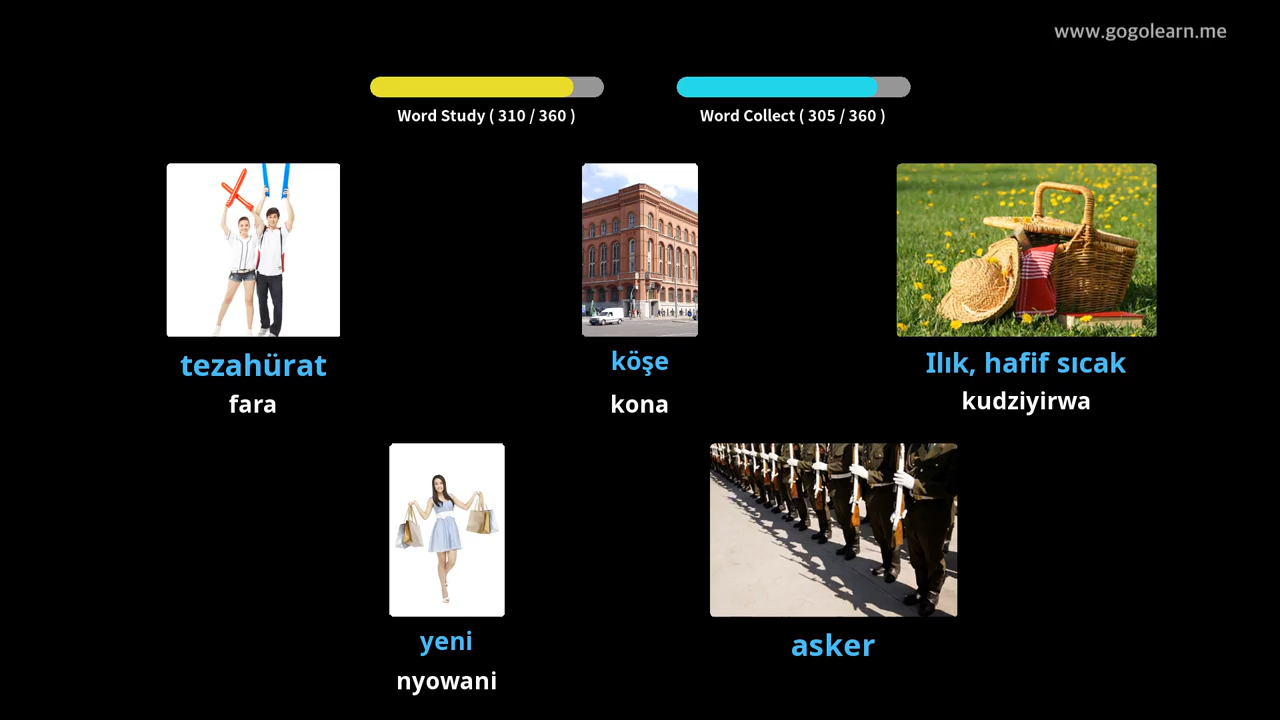 www.gogolearn.me
Word Study ( 310 / 360 )
Word Collect ( 305 / 360 )
tezahürat
fara
köşe
kona
Ilık, hafif sıcak
kudziyirwa
yeni
nyowani
asker